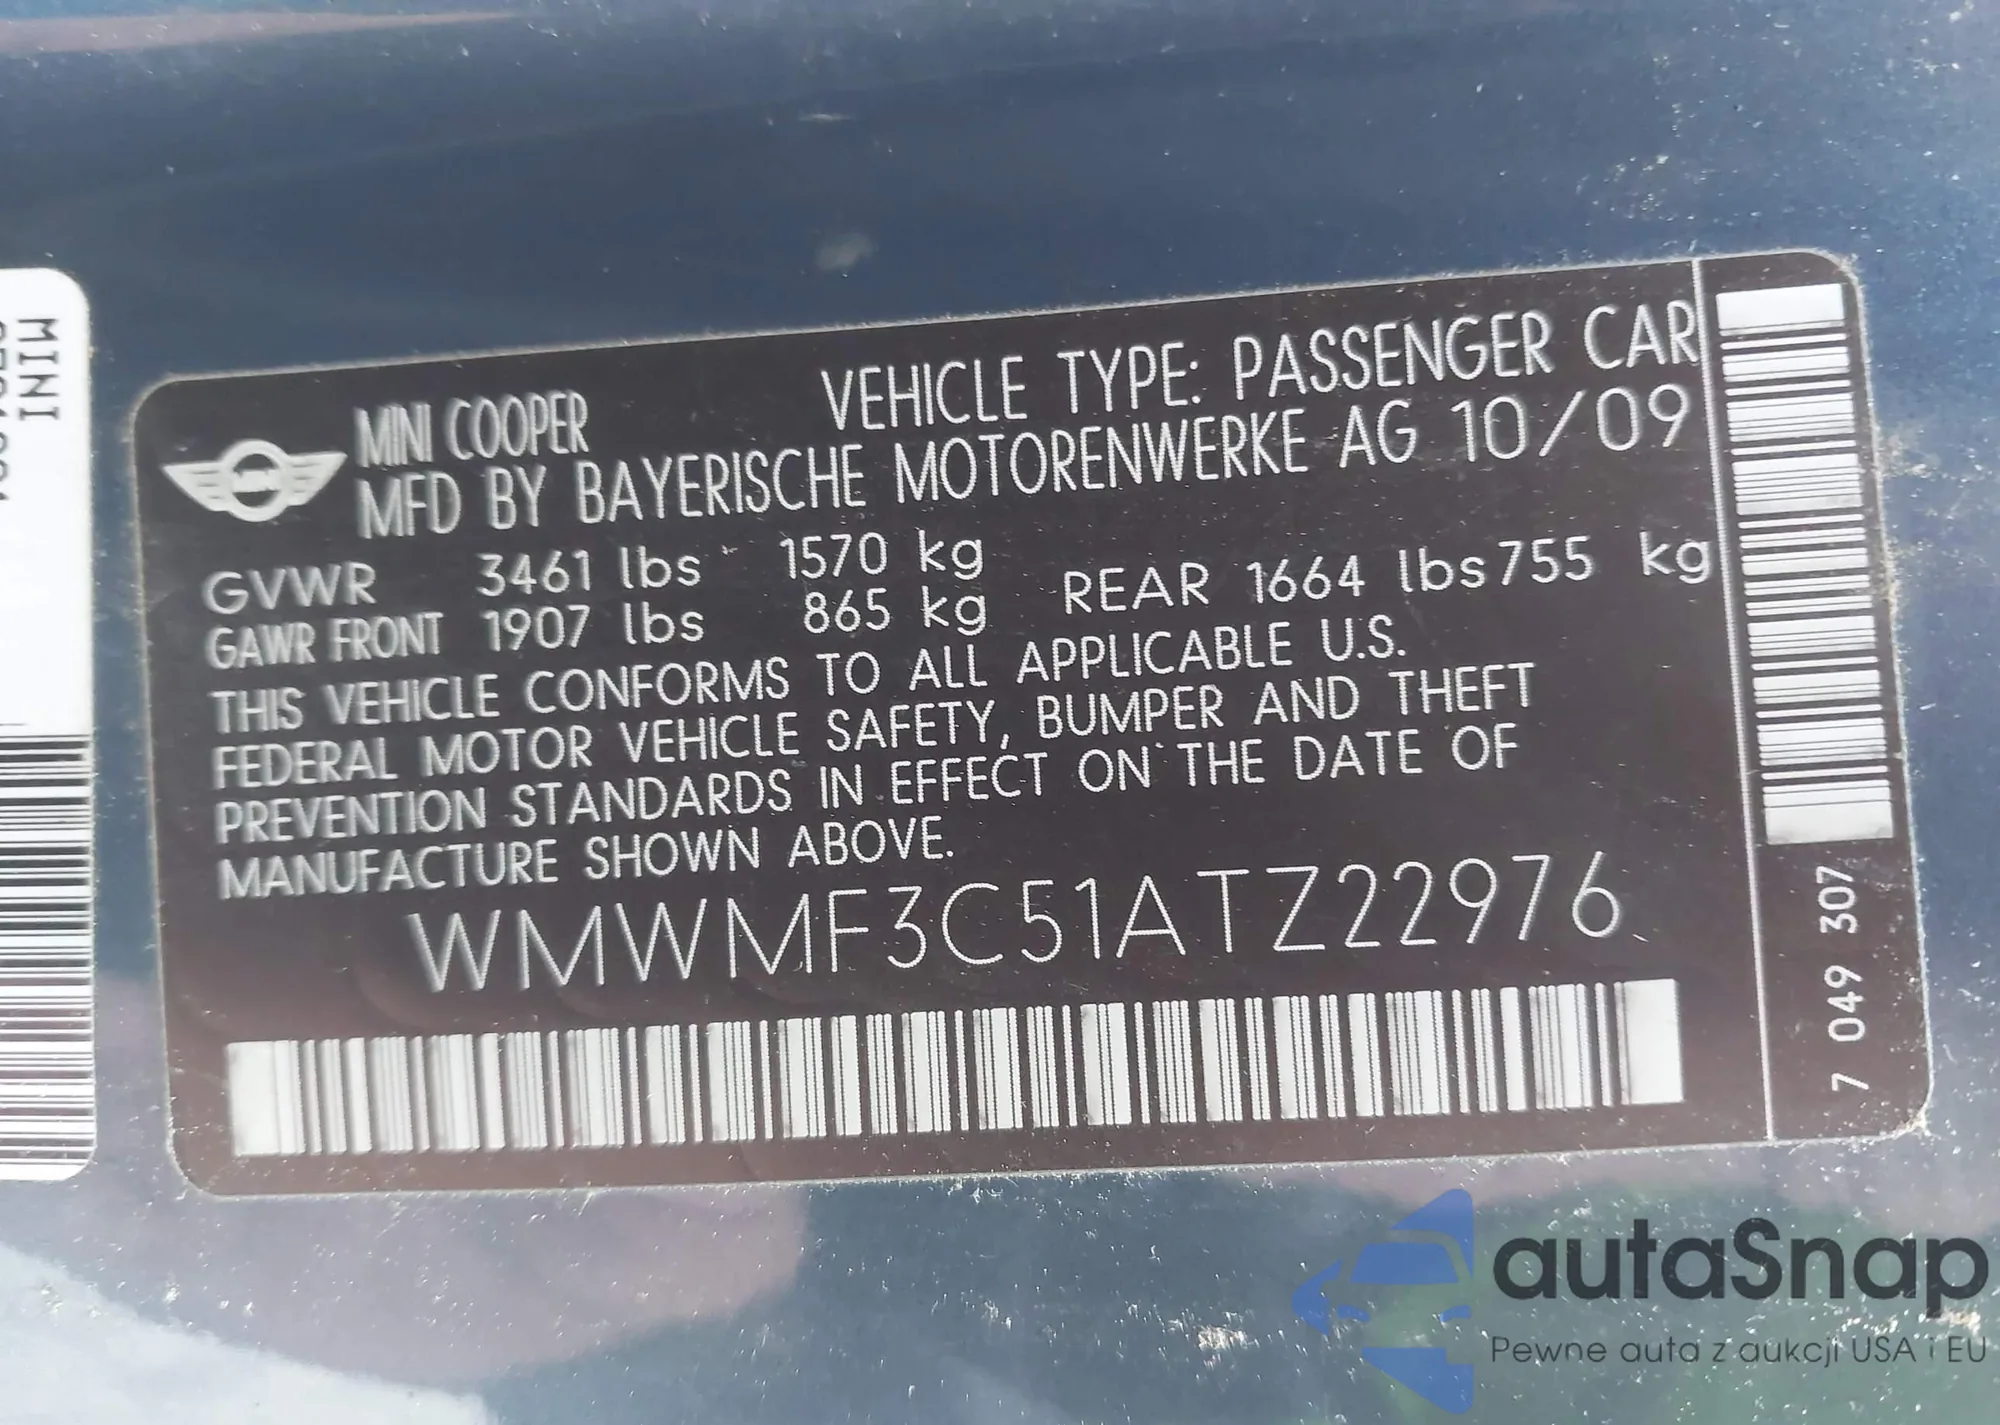 MINI
MINI COOPER VEHICLE TYPE: PASSENGER CAR
MFD BY BAYERISCHE MOTORENWERKE AG 10/09
GVWR 3461 lbs 1570 kg
GAWR FRONT 1907 lbs 865 kg REAR 1664 lbs 755 kg
THIS VEHICLE CONFORMS TO ALL APPLICABLE U.S.
FEDERAL MOTOR VEHICLE SAFETY, BUMPER AND THEFT
PREVENTION STANDARDS IN EFFECT ON THE DATE OF
MANUFACTURE SHOWN ABOVE.
WMWMF3C51ATZ22976
7 049 307
MINI
autaSnap
Pewne auta z aukcji USA i EU